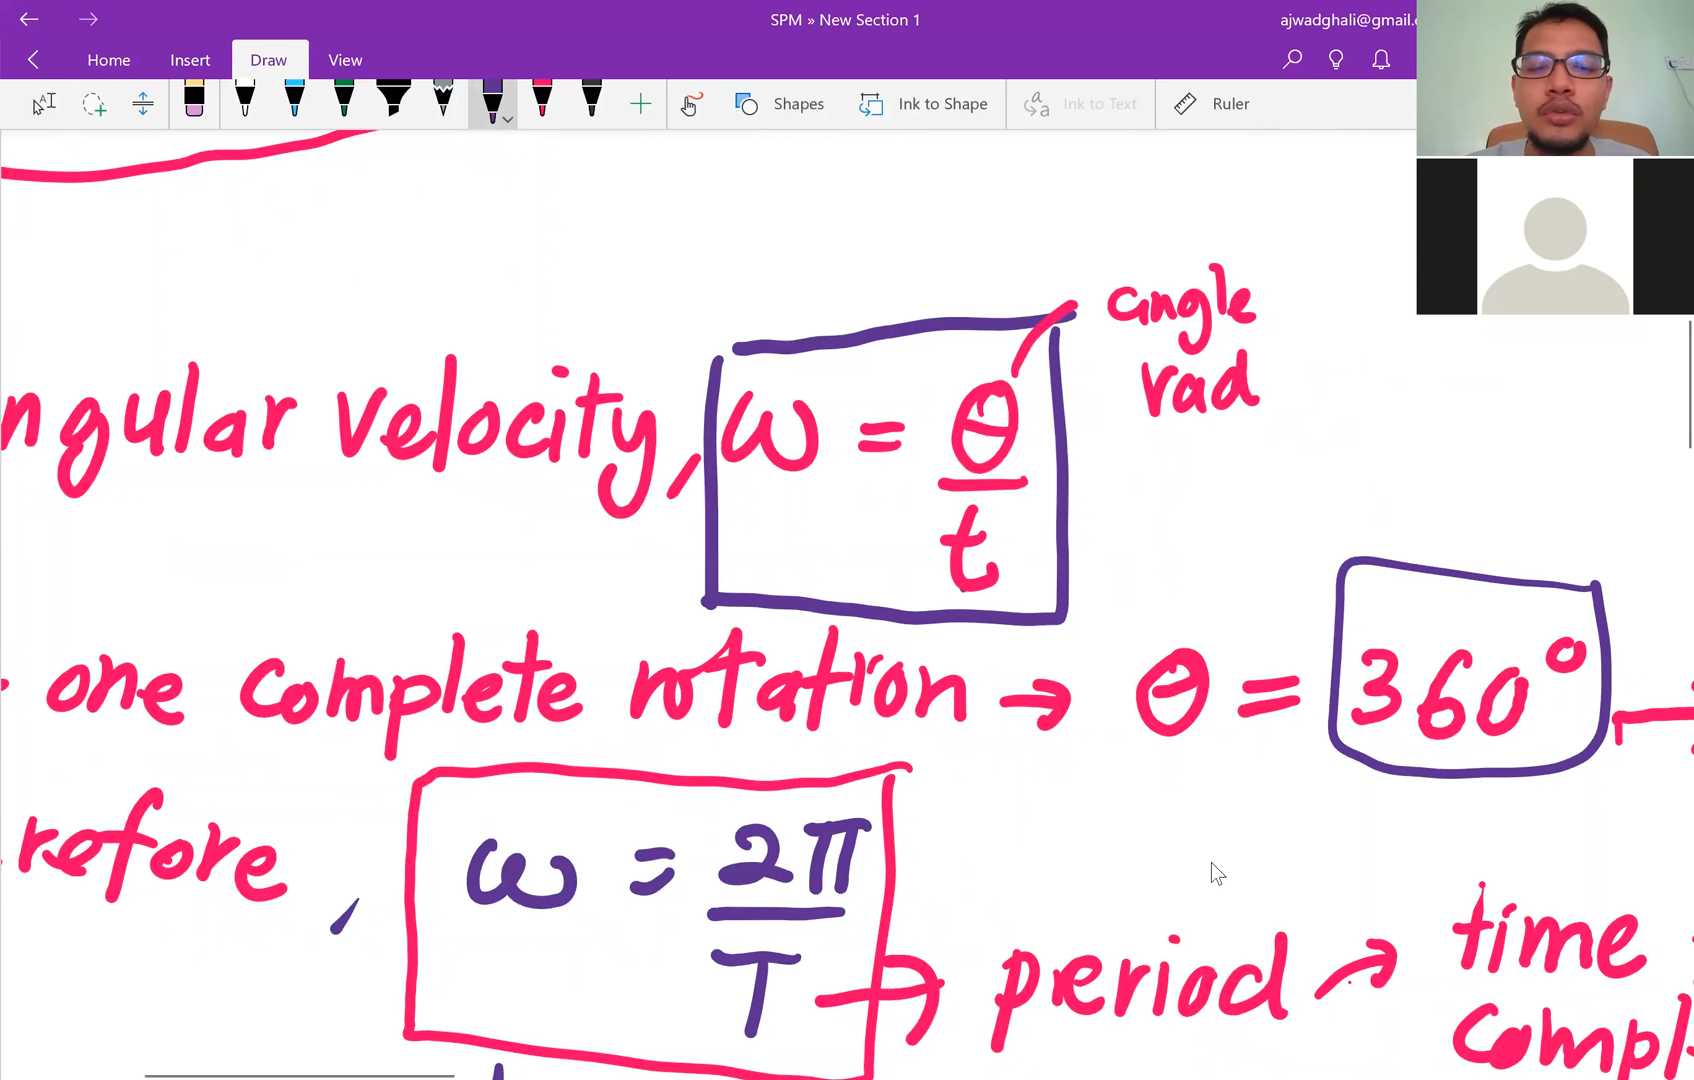 SPM » New Section 1
ajwadghali@gmail.c
Home Insert Draw View
Shapes Ink to Shape Ink to Text Ruler
angle
rad
ngular velocity, ω = θ/t
one complete rotation → θ = 360°
refore, ω = 2π/T → period → time
compl